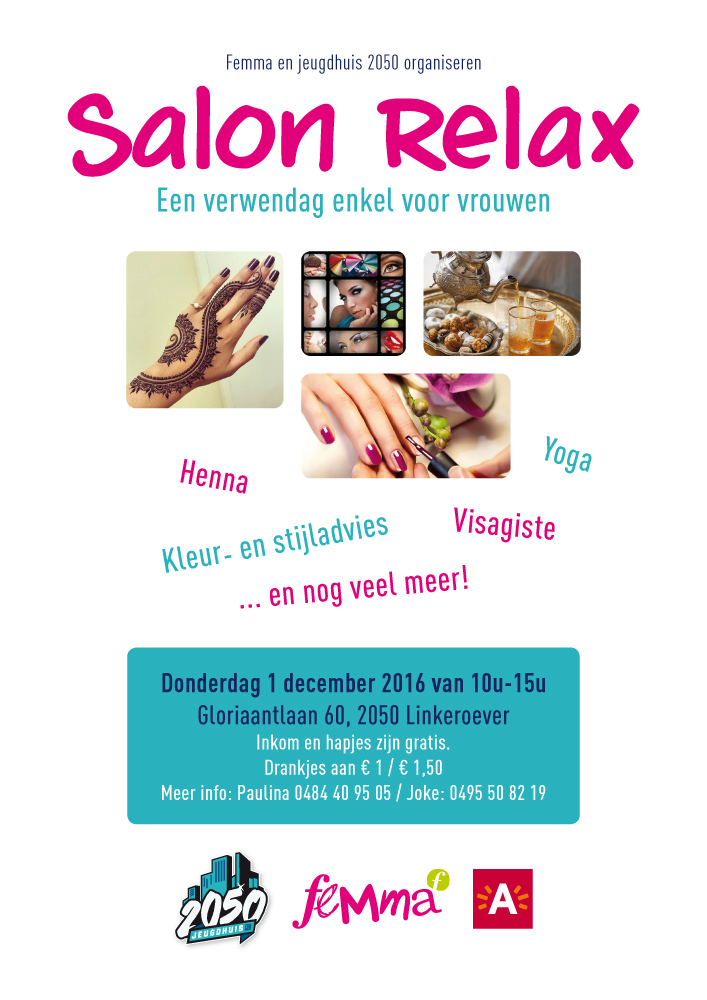 Femma en jeugdhuis 2050 organiseren
Salon Relax
Een verwendag enkel voor vrouwen
Yoga
Henna
Visagiste
Kleur- en stijladvies
... en nog veel meer!
Donderdag 1 december 2016 van 10u-15u
Gloriaantlaan 60, 2050 Linkeroever
Inkom en hapjes zijn gratis.
Drankjes aan € 1 / € 1,50
Meer info: Paulina 0484 40 95 05 / Joke: 0495 50 82 19
2050
JEUGDHUIS
femma
f
A